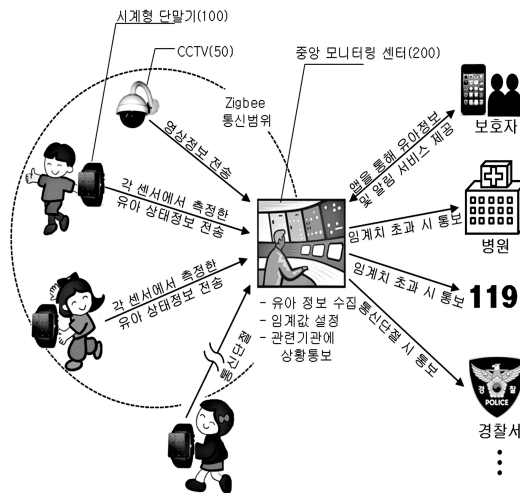 시계형 단말기(100)
CCTV(50)
중앙 모니터링 센터(200)
Zigbee
통신범위
영상정보 전송
각 센서에서 측정한
유아 상태정보 전송
각 센서에서 측정한
유아 상태정보 전송
통신단절
- 유아 정보 수집
- 임계값 설정
- 관련기관에
상황통보
앱을 통해 유아정보
및 알림 서비스 제공
보호자
임계치 초과 시 통보
병원
임계치 초과 시 통보
119
통신단절 시 통보
경찰
POLICE
경찰서